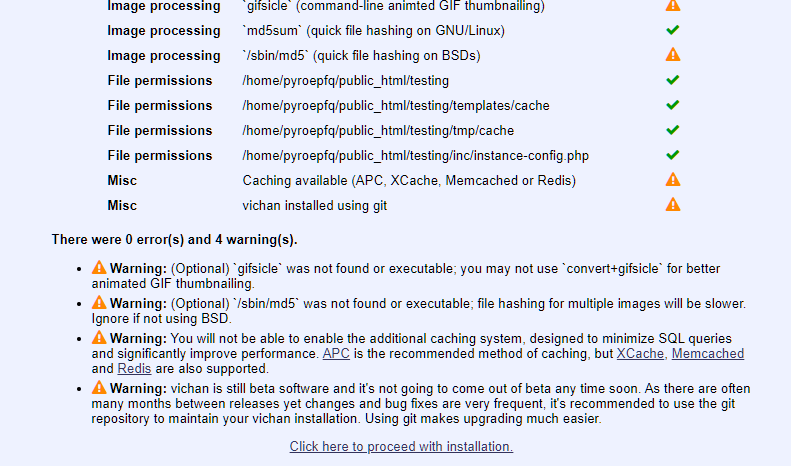 Image processing `gifsicle` (command-line animted GIF thumbnailing)
Image processing `md5sum` (quick file hashing on GNU/Linux)
Image processing `/sbin/md5` (quick file hashing on BSDs)
File permissions /home/pyroepfq/public_html/testing
File permissions /home/pyroepfq/public_html/testing/templates/cache
File permissions /home/pyroepfq/public_html/testing/tmp/cache
File permissions /home/pyroepfq/public_html/testing/inc/instance-config.php
Misc Caching available (APC, XCache, Memcached or Redis)
Misc vichan installed using git
There were 0 error(s) and 4 warning(s).
Warning: (Optional) `gifsicle` was not found or executable; you may not use `convert+gifsicle` for better
animated GIF thumbnailing.
Warning: (Optional) `/sbin/md5` was not found or executable; file hashing for multiple images will be slower.
Ignore if not using BSD.
Warning: You will not be able to enable the additional caching system, designed to minimize SQL queries
and significantly improve performance. APC is the recommended method of caching, but XCache, Memcached
and Redis are also supported.
Warning: vichan is still beta software and it's not going to come out of beta any time soon. As there are often
many months between releases yet changes and bug fixes are very frequent, it's recommended to use the git
repository to maintain your vichan installation. Using git makes upgrading much easier.
Click here to proceed with installation.